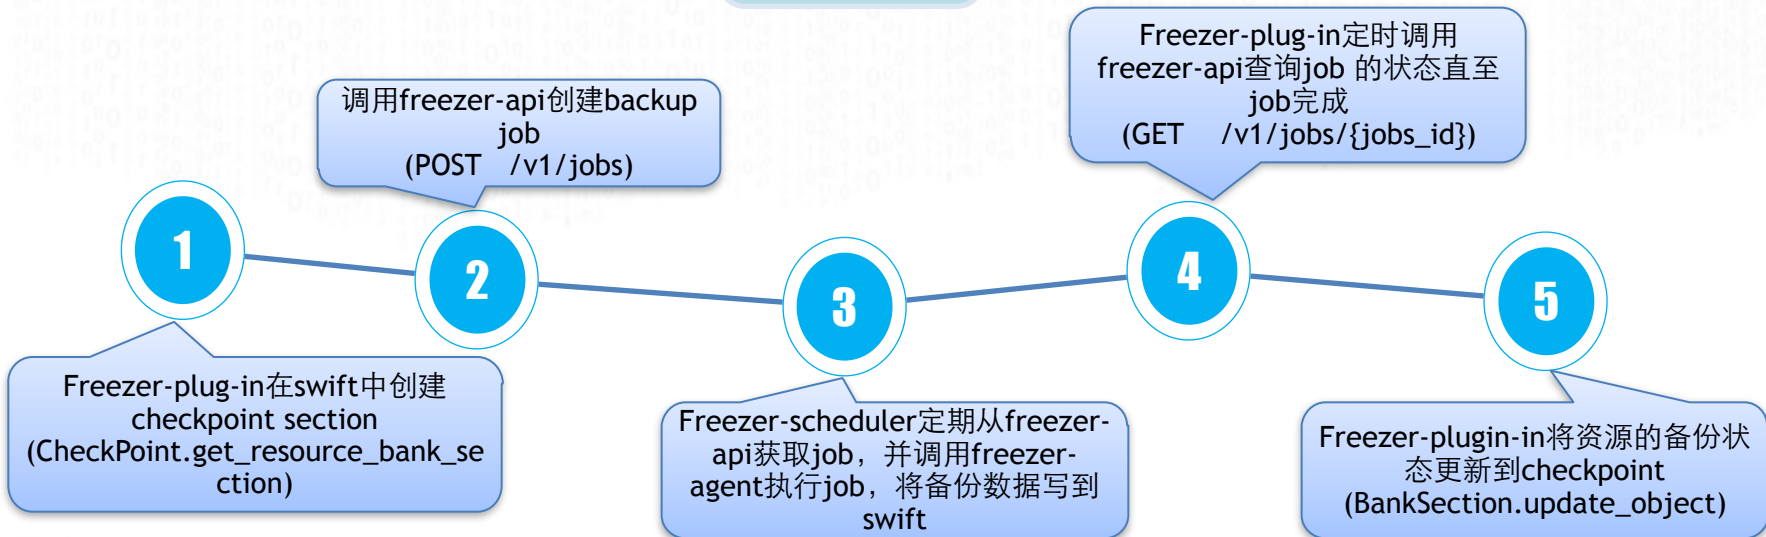 1
Freezer-plug-in在swift中创建
checkpoint section
(CheckPoint.get_resource_bank_se
ction)
2
调用freezer-api创建backup
job
(POST /v1/jobs)
3
Freezer-scheduler定期从freezer-
api获取job，并调用freezer-
agent执行job，将备份数据写到
swift
4
Freezer-plug-in定时调用
freezer-api查询job 的状态直至
job完成
(GET /v1/jobs/{jobs_id})
5
Freezer-plugin-in将资源的备份状
态更新到checkpoint
(BankSection.update_object)